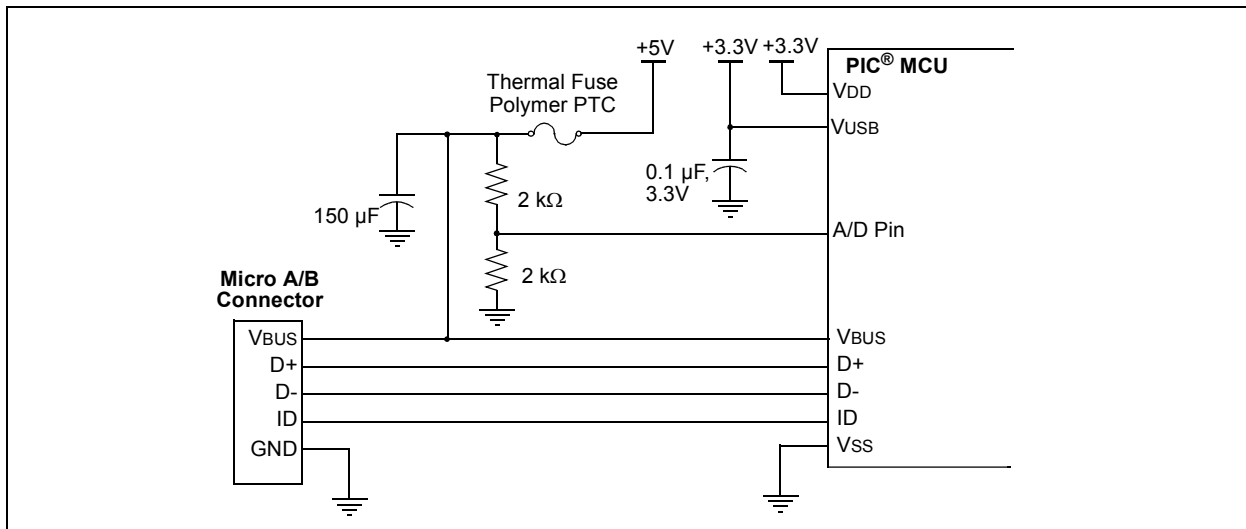 +5V
+3.3V
+3.3V
PIC® MCU
Thermal Fuse
Polymer PTC
VDD
VUSB
0.1 µF,
3.3V
2 kΩ
150 µF
A/D Pin
2 kΩ
Micro A/B
Connector
VBUS
D+
D-
ID
GND
VBUS
D+
D-
ID
VSS